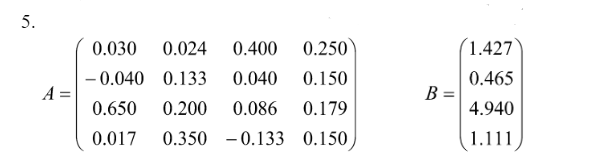 5.
A = ( 0.030 0.024 0.400 0.250
– 0.040 0.133 0.040 0.150
0.650 0.200 0.086 0.179
0.017 0.350 – 0.133 0.150 )
B = ( 1.427
0.465
4.940
1.111 )